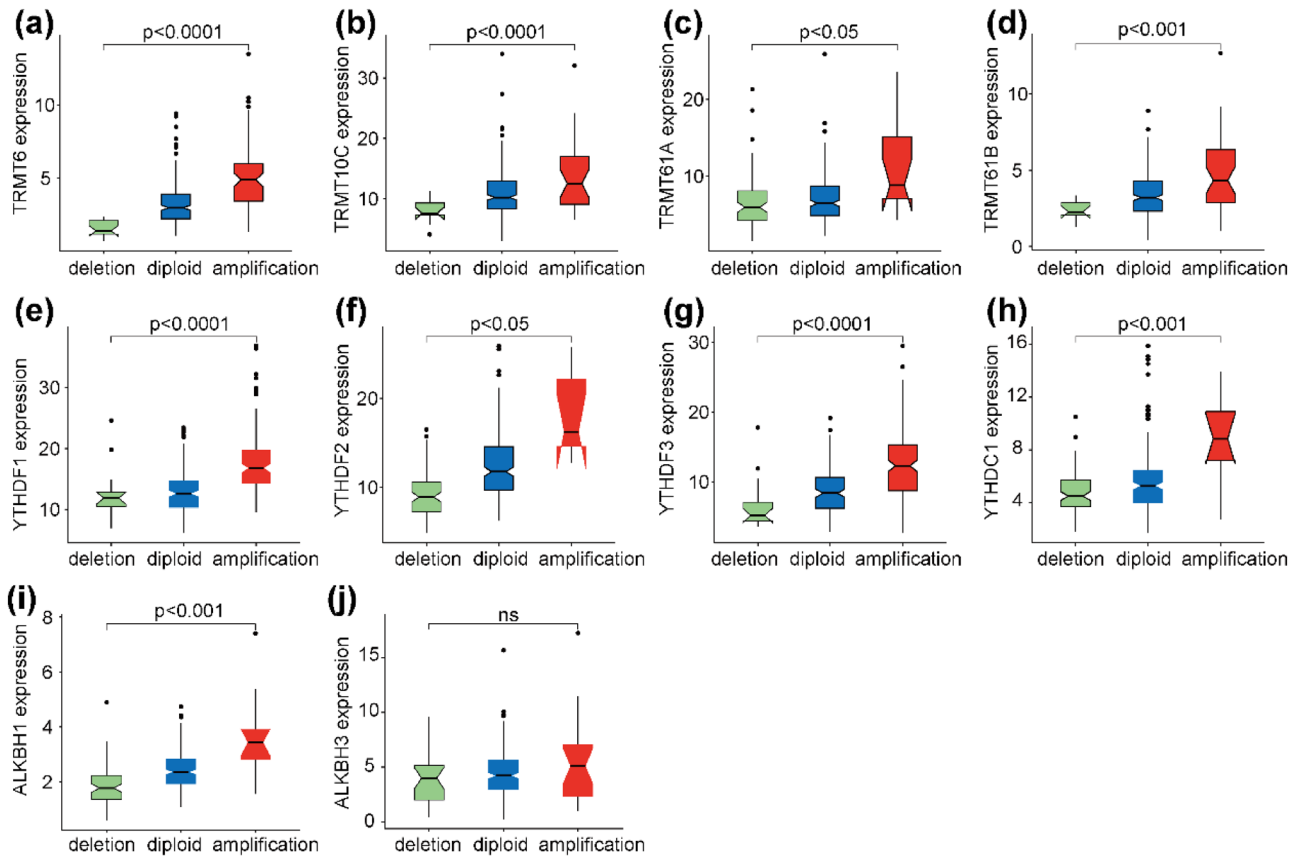 (a) (b) (c) (d)
p<0.0001 p<0.0001 p<0.05 p<0.001
TRMT6 expression
10
5
deletion diploid amplification
TRMT10C expression
30
20
10
deletion diploid amplification
TRMT61A expression
20
10
deletion diploid amplification
TRMT61B expression
10
5
0
deletion diploid amplification
(e) (f) (g) (h)
p<0.0001 p<0.05 p<0.0001 p<0.001
YTHDF1 expression
30
20
10
deletion diploid amplification
YTHDF2 expression
20
10
deletion diploid amplification
YTHDF3 expression
30
20
10
deletion diploid amplification
YTHDC1 expression
16
12
8
4
deletion diploid amplification
(i) (j)
p<0.001 ns
ALKBH1 expression
8
6
4
2
deletion diploid amplification
ALKBH3 expression
15
10
5
0
deletion diploid amplification